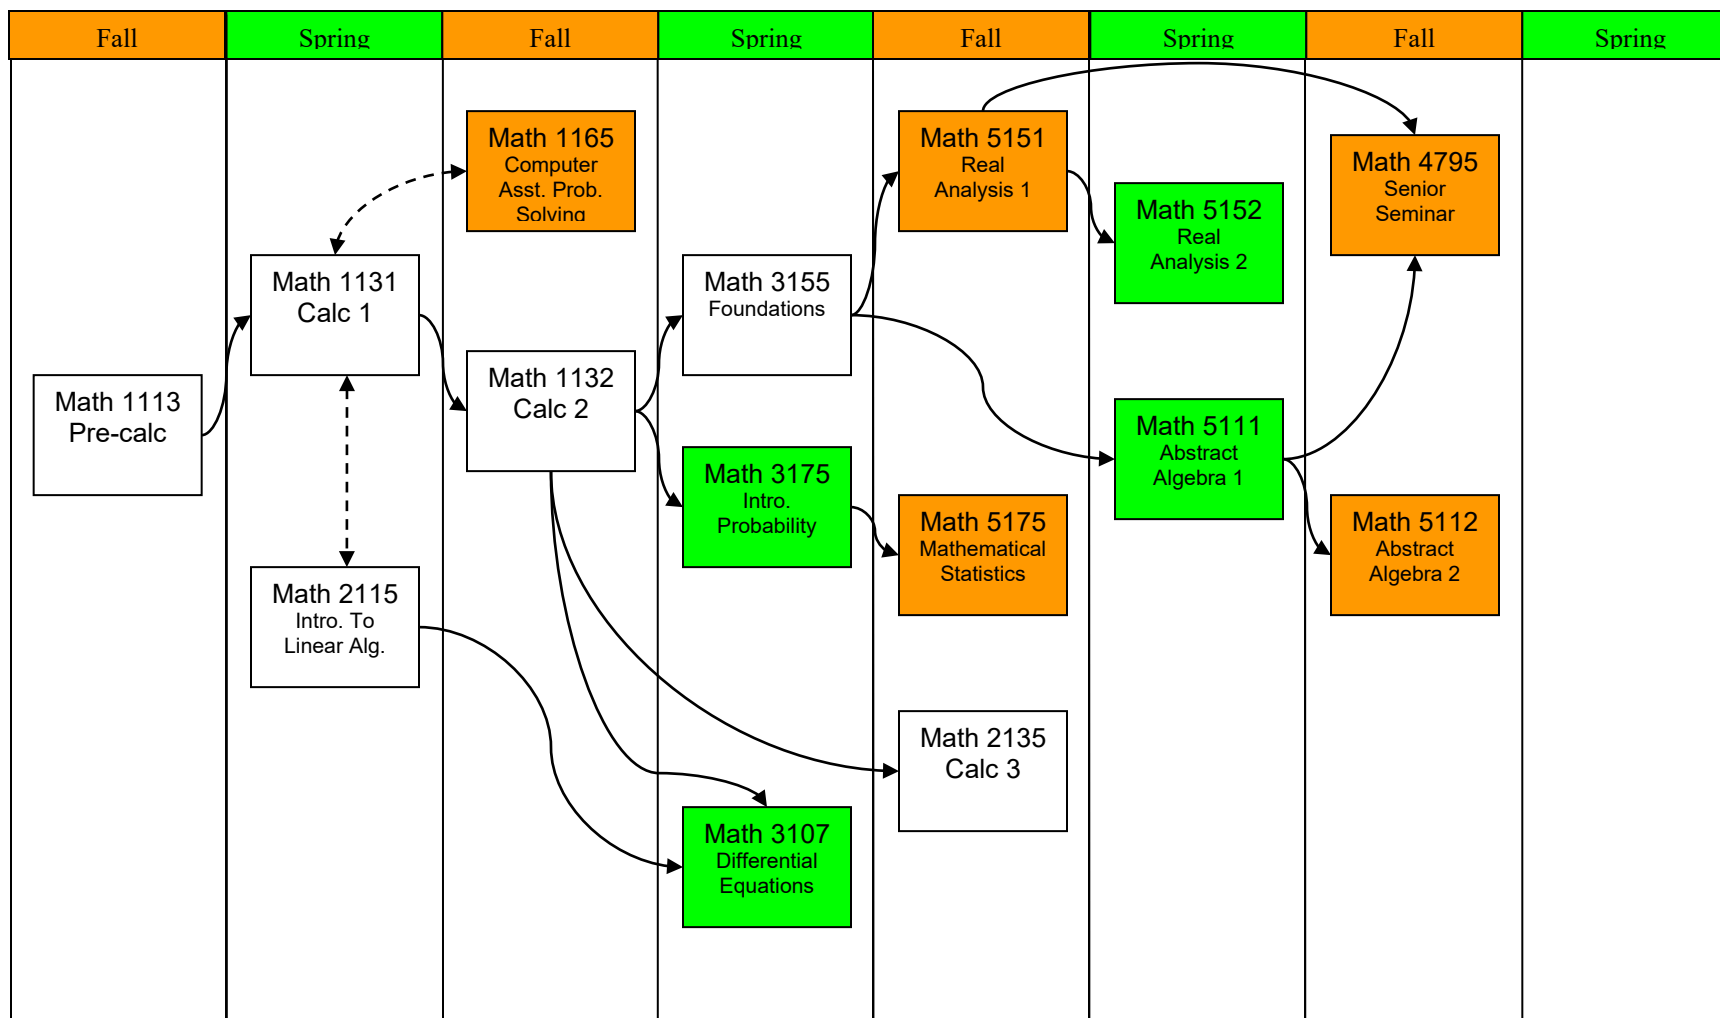 Fall
Spring
Fall
Spring
Fall
Spring
Fall
Spring
Math 1113
Pre-calc
Math 1131
Calc 1
Math 2115
Intro. To
Linear Alg.
Math 1165
Computer
Asst. Prob.
Solving
Math 1132
Calc 2
Math 3155
Foundations
Math 3175
Intro.
Probability
Math 3107
Differential
Equations
Math 5151
Real
Analysis 1
Math 5175
Mathematical
Statistics
Math 2135
Calc 3
Math 5152
Real
Analysis 2
Math 5111
Abstract
Algebra 1
Math 4795
Senior
Seminar
Math 5112
Abstract
Algebra 2